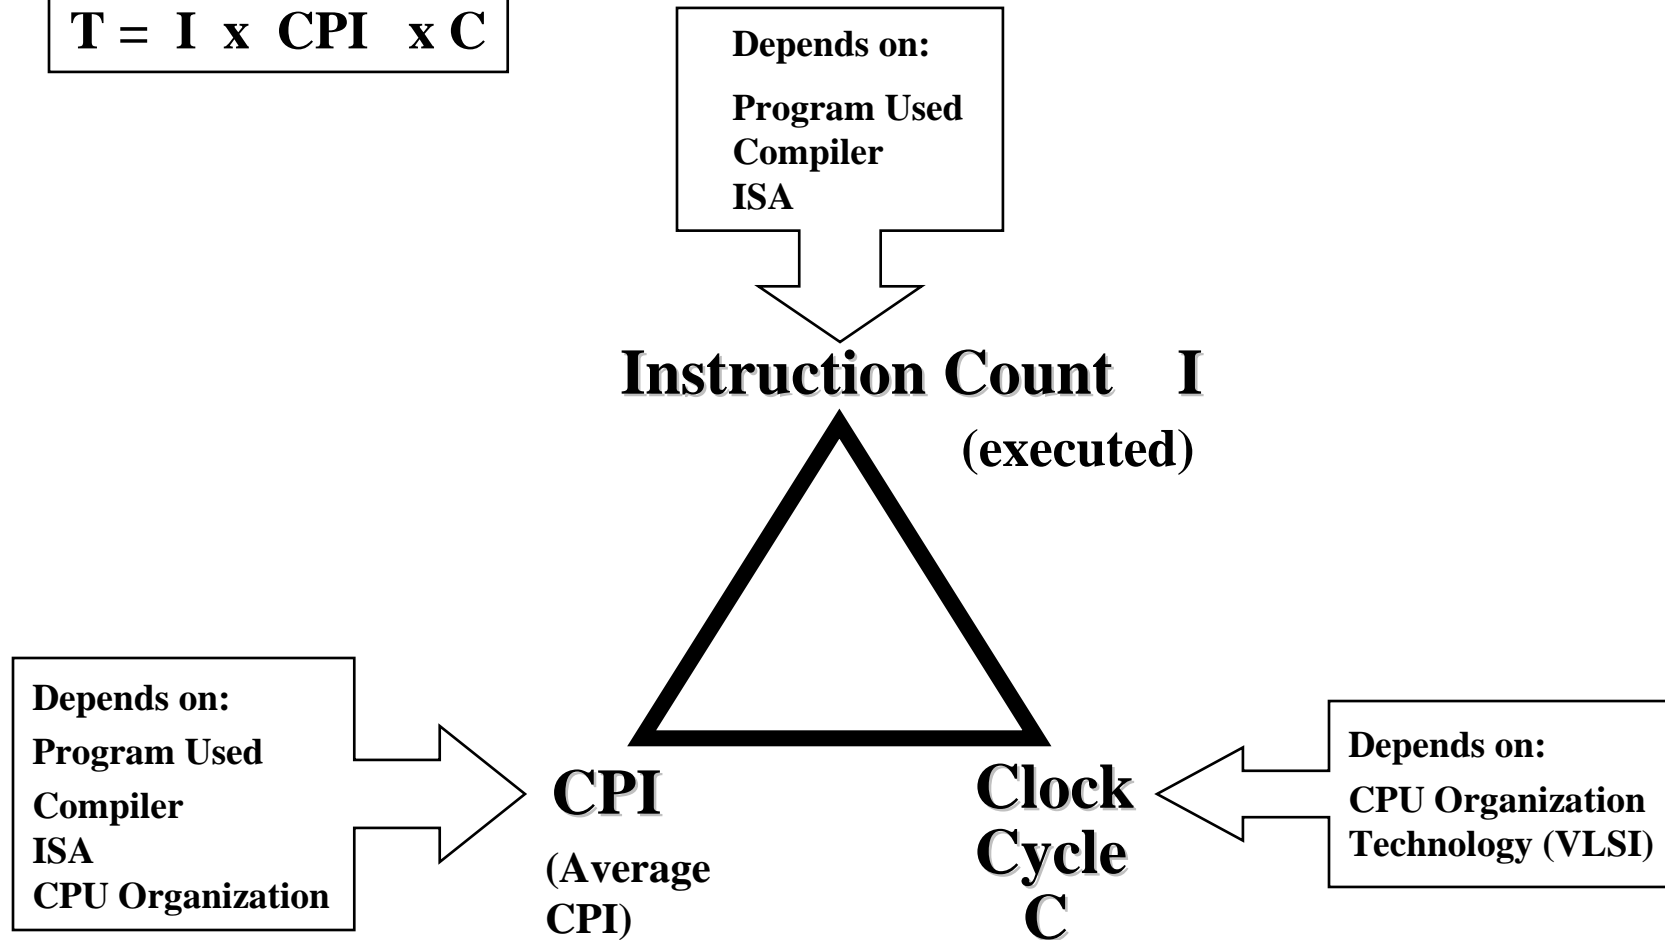 T = I x CPI x C
Depends on:
Program Used
Compiler
ISA
Instruction Count I
(executed)
Depends on:
Program Used
Compiler
ISA
CPU Organization
CPI
(Average
CPI)
Clock
Cycle
C
Depends on:
CPU Organization
Technology (VLSI)